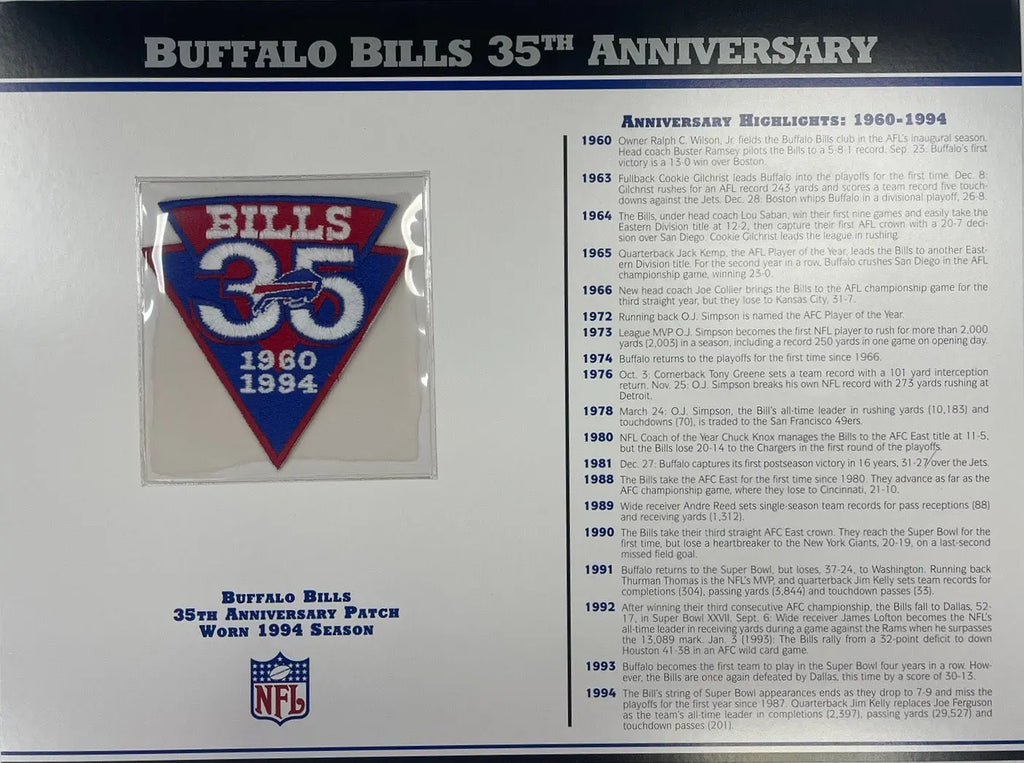 BUFFALO BILLS 35TH ANNIVERSARY
BILLS
35
1960
1994
BUFFALO BILLS
35TH ANNIVERSARY PATCH
WORN 1994 SEASON
NFL
ANNIVERSARY HIGHLIGHTS: 1960-1994
1960 Owner Ralph C. Wilson, Jr. fields the Buffalo Bills club in the AFL's inaugural season.
Head coach Buster Ramsey pilots the Bills to a 5-8-1 record. Sep. 23: Buffalo's first
victory is a 13-0 win over Boston.
1963 Fullback Cookie Gilchrist leads Buffalo into the playoffs for the first time. Dec. 8:
Gilchrist rushes for an AFL record 243 yards and scores a team record five touch-
downs against the Jets. Dec. 28: Boston whips Buffalo in a divisional playoff, 26-8.
1964 The Bills, under head coach Lou Saban, win their first nine games and easily take the
Eastern Division title at 12-2, then capture their first AFL crown with a 20-7 deci-
sion over San Diego. Cookie Gilchrist leads the league in rushing.
1965 Quarterback Jack Kemp, the AFL Player of the Year, leads the Bills to another East-
ern Division title. For the second year in a row, Buffalo crushes San Diego in the AFL
championship game, winning 23-0.
1966 New head coach Joe Collier brings the Bills to the AFL championship game for the
third straight year, but they lose to Kansas City, 31-7.
1972 Running back O.J. Simpson is named the AFC Player of the Year.
1973 League MVP O.J. Simpson becomes the first NFL player to rush for more than 2,000
yards (2,003) in a season, including a record 250 yards in one game on opening day.
1974 Buffalo returns to the playoffs for the first time since 1966.
1976 Oct. 3: Cornerback Tony Greene sets a team record with a 101 yard interception
return. Nov. 25: O.J. Simpson breaks his own NFL record with 273 yards rushing at
Detroit.
1978 March 24: O.J. Simpson, the Bill's all-time leader in rushing yards (10,183) and
touchdowns (70), is traded to the San Francisco 49ers.
1980 NFL Coach of the Year Chuck Knox manages the Bills to the AFC East title at 11-5,
but the Bills lose 20-14 to the Chargers in the first round of the playoffs.
1981 Dec. 27: Buffalo captures its first postseason victory in 16 years, 31-27 over the Jets.
1988 The Bills take the AFC East for the first time since 1980. They advance as far as the
AFC championship game, where they lose to Cincinnati, 21-10.
1989 Wide receiver Andre Reed sets single-season team records for pass receptions (88)
and receiving yards (1,312).
1990 The Bills take their third straight AFC East crown. They reach the Super Bowl for the
first time, but lose a heartbreaker to the New York Giants, 20-19, on a last-second
missed field goal.
1991 Buffalo returns to the Super Bowl, but loses, 37-24, to Washington. Running back
Thurman Thomas is the NFL's MVP, and quarterback Jim Kelly sets team records for
completions (304), passing yards (3,844) and touchdown passes (33).
1992 After winning their third consecutive AFC championship, the Bills fall to Dallas, 52-
17, in Super Bowl XXVII. Sept. 6: Wide receiver James Lofton becomes the NFL's
all-time leader in receiving yards during a game against the Rams when he surpasses
the 13,089 mark. Jan. 3 (1993): The Bills rally from a 32-point deficit to down
Houston 41-38 in an AFC wild card game.
1993 Buffalo becomes the first team to play in the Super Bowl four years in a row. How-
ever, the Bills are once again defeated by Dallas, this time by a score of 30-13.
1994 The Bill's string of Super Bowl appearances ends as they drop to 7-9 and miss the
playoffs for the first year since 1987. Quarterback Jim Kelly replaces Joe Ferguson
as the team's all-time leader in completions (2,397), passing yards (29,527) and
touchdown passes (201).